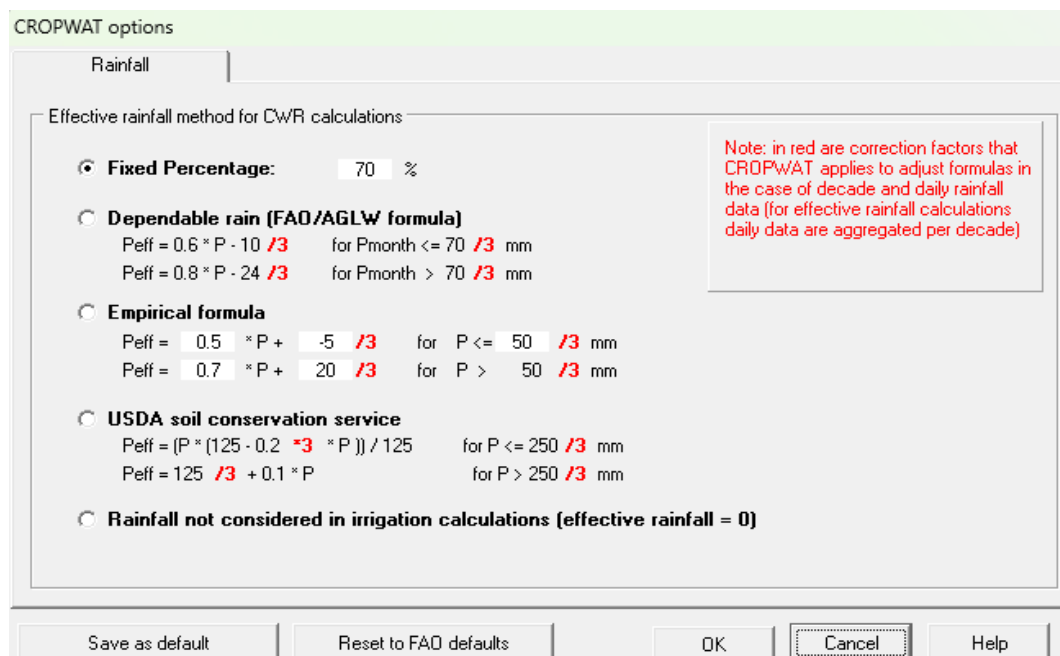 CROPWAT options
Rainfall
Effective rainfall method for CWR calculations
Note: in red are correction factors that
CROPWAT applies to adjust formulas in
the case of decade and daily rainfall
data (for effective rainfall calculations
daily data are aggregated per decade)
Fixed Percentage: 70 %
Dependable rain (FAO/AGLW formula)
Peff = 0.6 * P - 10 /3 for Pmonth <= 70 /3 mm
Peff = 0.8 * P - 24 /3 for Pmonth > 70 /3 mm
Empirical formula
Peff = 0.5 * P + -5 /3 for P <= 50 /3 mm
Peff = 0.7 * P + 20 /3 for P > 50 /3 mm
USDA soil conservation service
Peff = (P * (125 - 0.2 *3 * P)) / 125 for P <= 250 /3 mm
Peff = 125 /3 + 0.1 * P for P > 250 /3 mm
Rainfall not considered in irrigation calculations (effective rainfall = 0)
Save as default Reset to FAO defaults OK Cancel Help